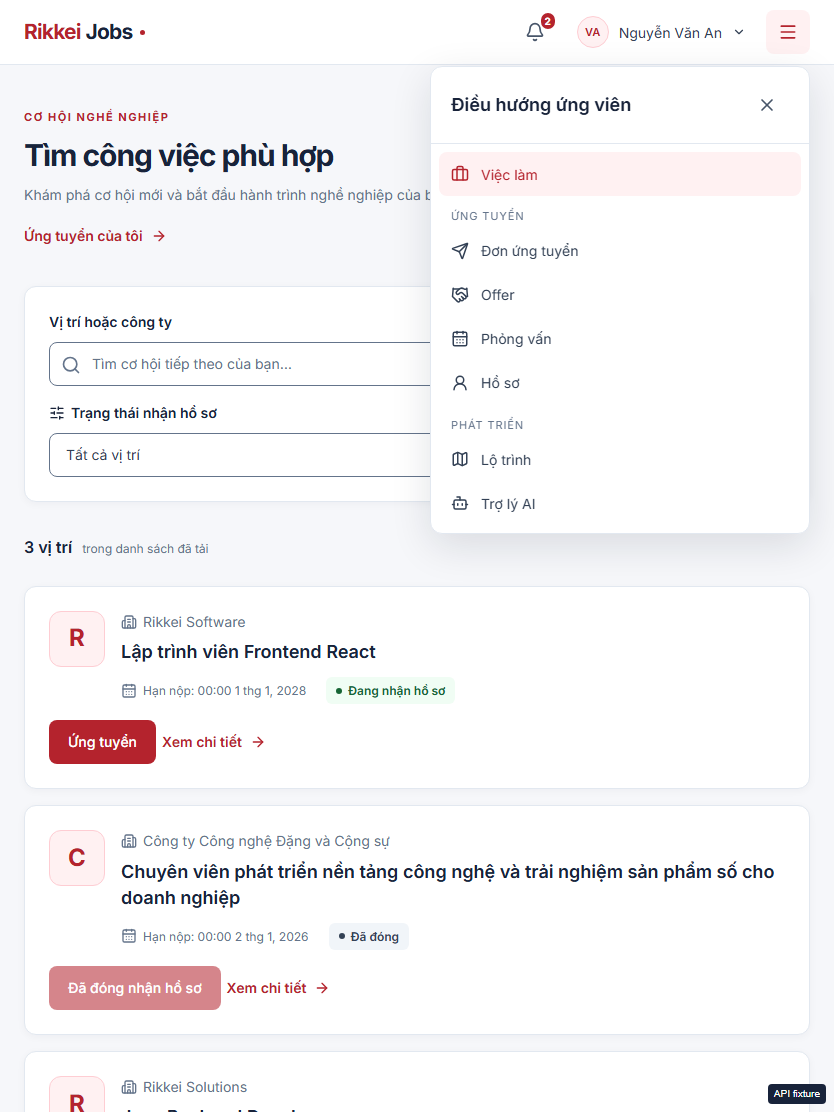 Rikkei Jobs
2
VA
Nguyễn Văn An
Điều hướng ứng viên
Việc làm
ỨNG TUYỂN
Đơn ứng tuyển
Offer
Phỏng vấn
Hồ sơ
PHÁT TRIỂN
Lộ trình
Trợ lý AI
CƠ HỘI NGHỀ NGHIỆP
Tìm công việc phù hợp
Khám phá cơ hội mới và bắt đầu hành trình nghề nghiệp của
Ứng tuyển của tôi
Vị trí hoặc công ty
Tìm cơ hội tiếp theo của bạn...
Trạng thái nhận hồ sơ
Tất cả vị trí
3 vị trí trong danh sách đã tải
R
Rikkei Software
Lập trình viên Frontend React
Hạn nộp: 00:00 1 thg 1, 2028
Đang nhận hồ sơ
Ứng tuyển
Xem chi tiết
C
Công ty Công nghệ Đặng và Cộng sự
Chuyên viên phát triển nền tảng công nghệ và trải nghiệm sản phẩm số cho
doanh nghiệp
Hạn nộp: 00:00 2 thg 1, 2026
Đã đóng
Đã đóng nhận hồ sơ
Xem chi tiết
R
Rikkei Solutions
API fixture